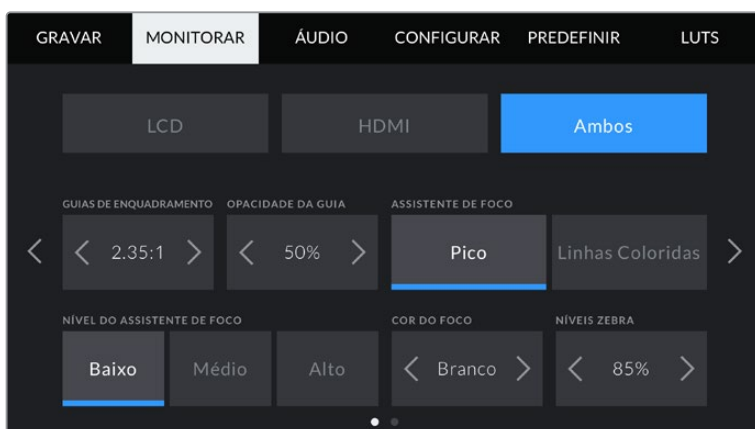 GRAVAR MONITORAR ÁUDIO CONFIGURAR PREDEFINIR LUTS
LCD HDMI Ambos
GUIAS DE ENQUADRAMENTO OPACIDADE DA GUIA ASSISTENTE DE FOCO
2.35:1 50% Pico Linhas Coloridas
NÍVEL DO ASSISTENTE DE FOCO COR DO FOCO NÍVEIS ZEBRA
Baixo Médio Alto Branco 85%